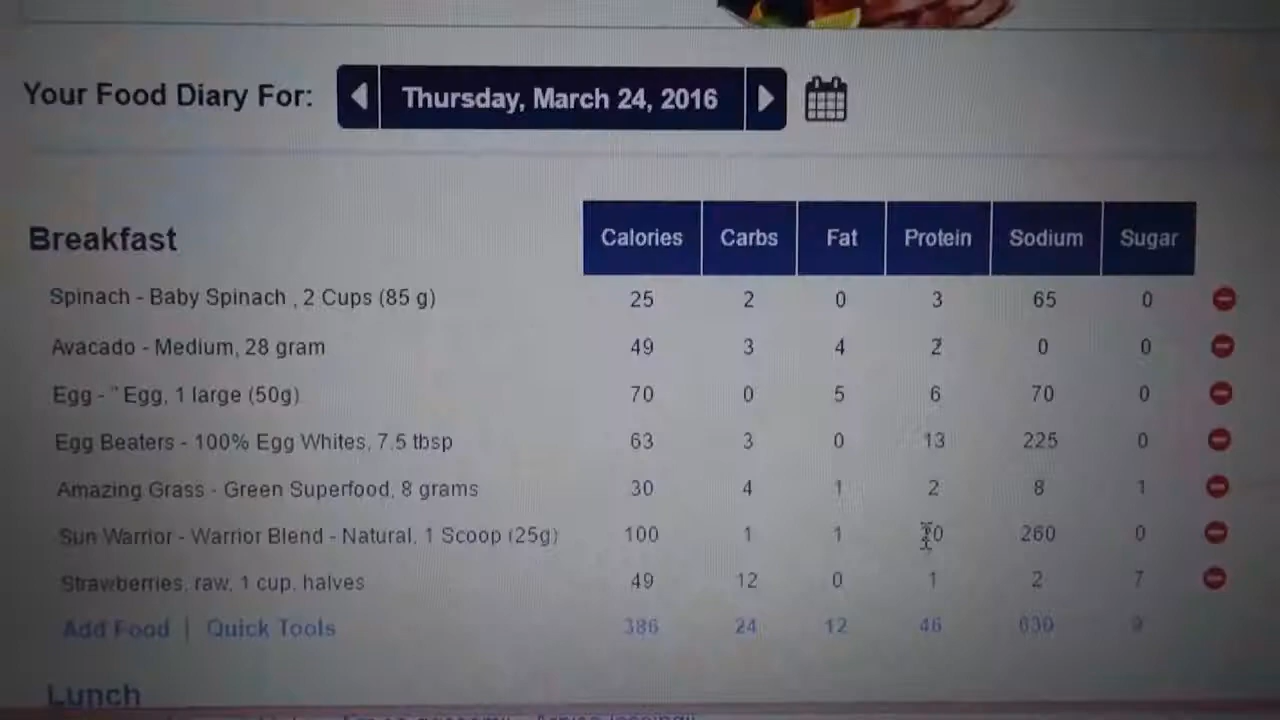 Your Food Diary For: Thursday, March 24, 2016
Breakfast Calories Carbs Fat Protein Sodium Sugar
Spinach - Baby Spinach , 2 Cups (85 g) 25 2 0 3 65 0
Avacado - Medium, 28 gram 49 3 4 2 0 0
Egg - " Egg, 1 large (50g) 70 0 5 6 70 0
Egg Beaters - 100% Egg Whites, 7.5 tbsp 63 3 0 13 225 0
Amazing Grass - Green Superfood, 8 grams 30 4 1 2 8 1
Sun Warrior - Warrior Blend - Natural, 1 Scoop (25g) 100 1 1 20 260 0
Strawberries, raw, 1 cup, halves 49 12 0 1 2 7
Add Food | Quick Tools 386 24 12 46 630
Lunch